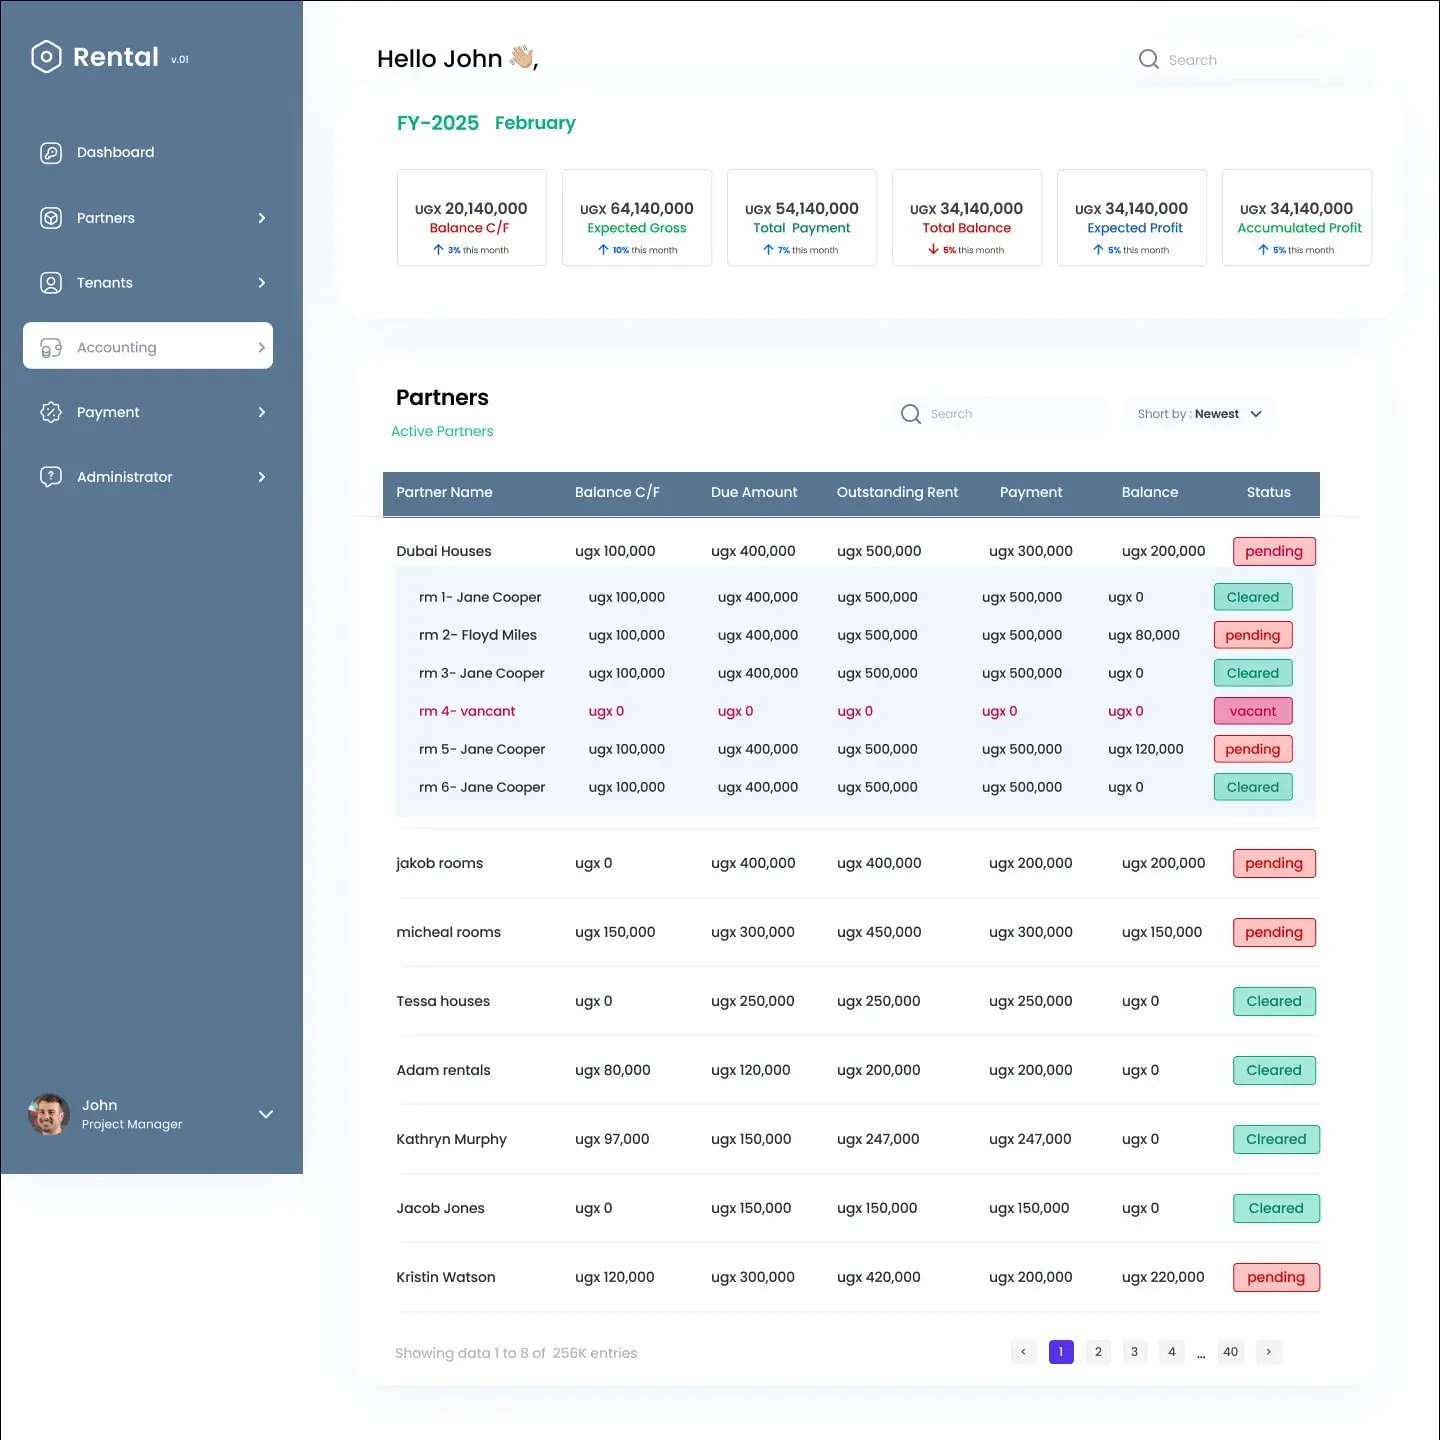 Rental v.01
Dashboard
Partners
Tenants
Accounting
Payment
Administrator
John
Project Manager
Hello John 👋🏼,
Search
FY-2025 February
UGX 20,140,000
Balance C/F
↑ 3% this month
UGX 64,140,000
Expected Gross
↑ 10% this month
UGX 54,140,000
Total Payment
↑ 7% this month
UGX 34,140,000
Total Balance
↓ 5% this month
UGX 34,140,000
Expected Profit
↑ 5% this month
UGX 34,140,000
Accumulated Profit
↑ 5% this month
Partners
Active Partners
Search
Short by : Newest
Partner Name Balance C/F Due Amount Outstanding Rent Payment Balance Status
Dubai Houses ugx 100,000 ugx 400,000 ugx 500,000 ugx 300,000 ugx 200,000 pending
rm 1- Jane Cooper ugx 100,000 ugx 400,000 ugx 500,000 ugx 500,000 ugx 0 Cleared
rm 2- Floyd Miles ugx 100,000 ugx 400,000 ugx 500,000 ugx 500,000 ugx 80,000 pending
rm 3- Jane Cooper ugx 100,000 ugx 400,000 ugx 500,000 ugx 500,000 ugx 0 Cleared
rm 4- vancant ugx 0 ugx 0 ugx 0 ugx 0 ugx 0 vacant
rm 5- Jane Cooper ugx 100,000 ugx 400,000 ugx 500,000 ugx 500,000 ugx 120,000 pending
rm 6- Jane Cooper ugx 100,000 ugx 400,000 ugx 500,000 ugx 500,000 ugx 0 Cleared
jakob rooms ugx 0 ugx 400,000 ugx 400,000 ugx 200,000 ugx 200,000 pending
micheal rooms ugx 150,000 ugx 300,000 ugx 450,000 ugx 300,000 ugx 150,000 pending
Tessa houses ugx 0 ugx 250,000 ugx 250,000 ugx 250,000 ugx 0 Cleared
Adam rentals ugx 80,000 ugx 120,000 ugx 200,000 ugx 200,000 ugx 0 Cleared
Kathryn Murphy ugx 97,000 ugx 150,000 ugx 247,000 ugx 247,000 ugx 0 Clreared
Jacob Jones ugx 0 ugx 150,000 ugx 150,000 ugx 150,000 ugx 0 Cleared
Kristin Watson ugx 120,000 ugx 300,000 ugx 420,000 ugx 200,000 ugx 220,000 pending
Showing data 1 to 8 of 256K entries
< 1 2 3 4 ... 40 >